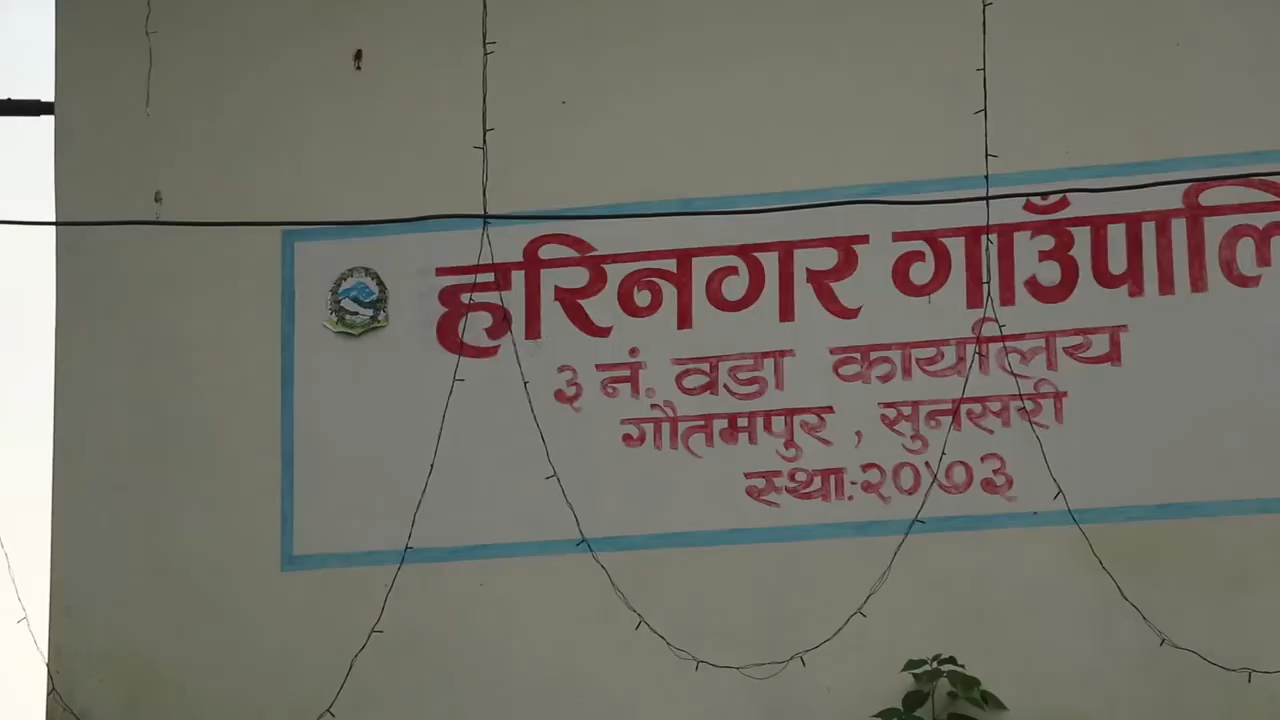 हरिनगर गाउँपालि
३ नं. वडा कार्यालय
गौतमपुर, सुनसरी
स्था:-२०७३